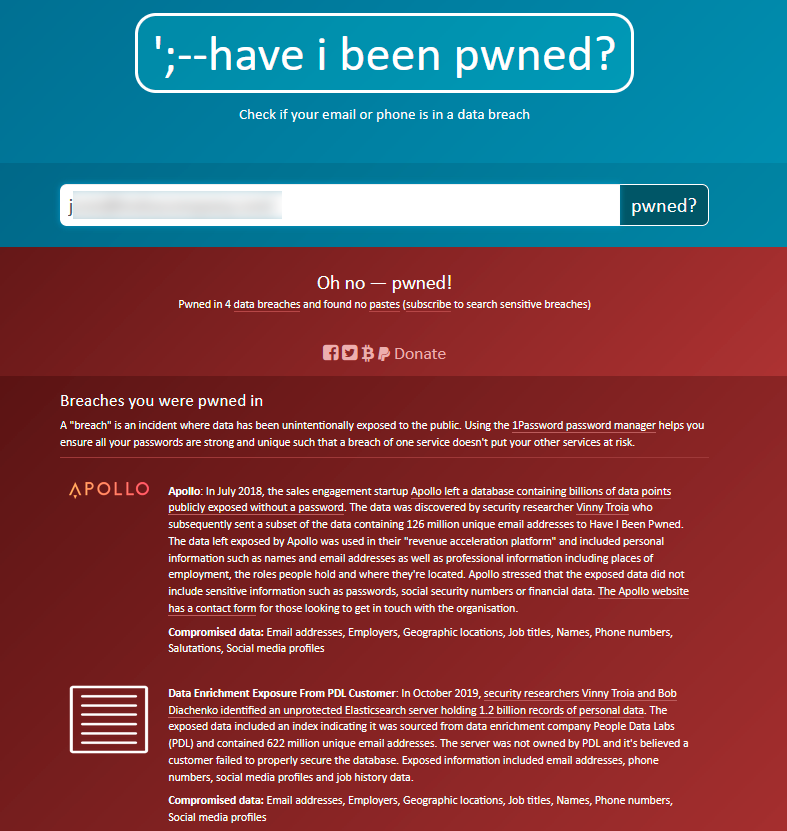 ';--have i been pwned?
Check if your email or phone is in a data breach
j
pwned?
Oh no — pwned!
Pwned in 4 data breaches and found no pastes (subscribe to search sensitive breaches)
Donate
Breaches you were pwned in
A "breach" is an incident where data has been unintentionally exposed to the public. Using the 1Password password manager helps you
ensure all your passwords are strong and unique such that a breach of one service doesn't put your other services at risk.
APOLLO
Apollo: In July 2018, the sales engagement startup Apollo left a database containing billions of data points
publicly exposed without a password. The data was discovered by security researcher Vinny Troia who
subsequently sent a subset of the data containing 126 million unique email addresses to Have I Been Pwned.
The data left exposed by Apollo was used in their "revenue acceleration platform" and included personal
information such as names and email addresses as well as professional information including places of
employment, the roles people hold and where they're located. Apollo stressed that the exposed data did not
include sensitive information such as passwords, social security numbers or financial data. The Apollo website
has a contact form for those looking to get in touch with the organisation.
Compromised data: Email addresses, Employers, Geographic locations, Job titles, Names, Phone numbers,
Salutations, Social media profiles
Data Enrichment Exposure From PDL Customer: In October 2019, security researchers Vinny Troia and Bob
Diachenko identified an unprotected Elasticsearch server holding 1.2 billion records of personal data. The
exposed data included an index indicating it was sourced from data enrichment company People Data Labs
(PDL) and contained 622 million unique email addresses. The server was not owned by PDL and it's believed a
customer failed to properly secure the database. Exposed information included email addresses, phone
numbers, social media profiles and job history data.
Compromised data: Email addresses, Employers, Geographic locations, Job titles, Names, Phone numbers,
Social media profiles